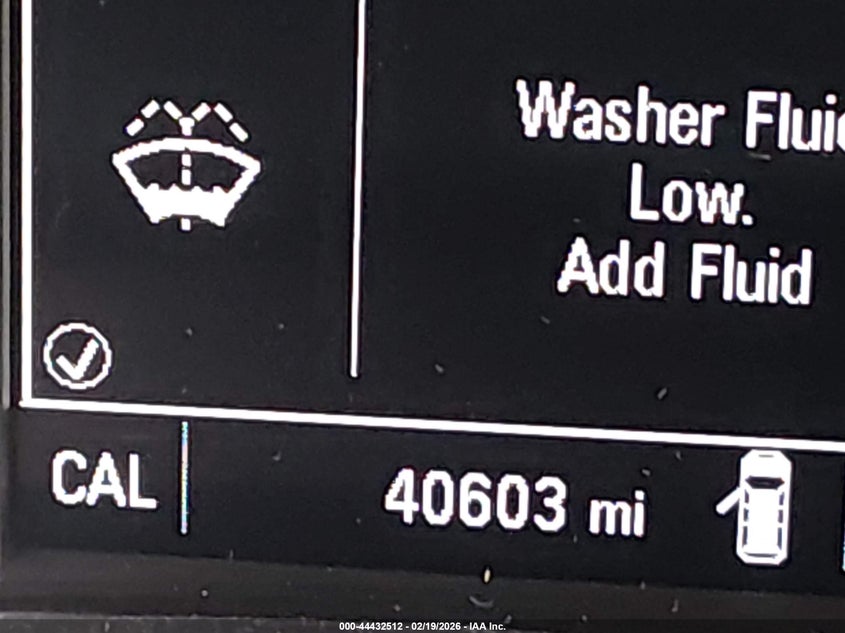 Washer Flui
Low.
Add Fluid
CAL
40603 mi
000-44432512 - 02/19/2026 - IAA Inc.